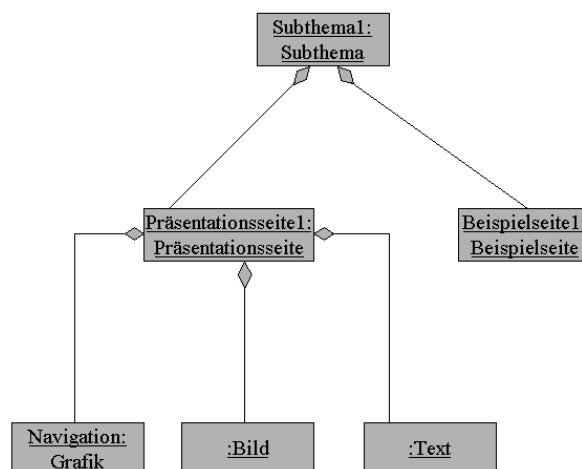 Subthema1:
Subthema
Präsentationsseite1:
Präsentationsseite
Beispielseite1:
Beispielseite
Navigation:
Grafik
:Bild
:Text